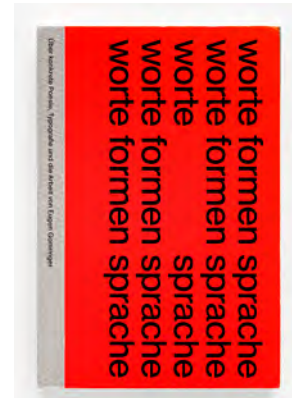 worte formen sprache
worte formen sprache
worte sprache
worte formen sprache
worte formen sprache
Über konkrete Poesie, Typografie und die Arbeit von Eugen Gomringer